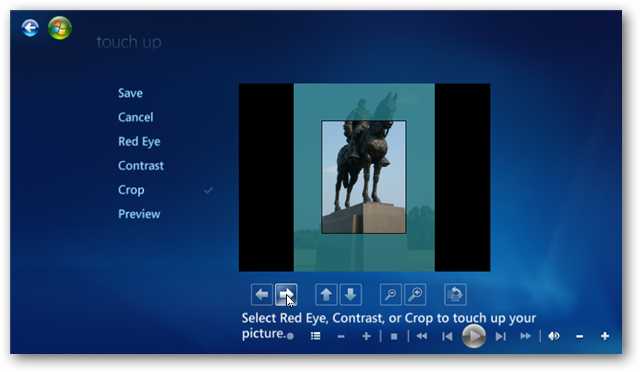 touch up
Save
Cancel
Red Eye
Contrast
Crop
Preview
Select Red Eye, Contrast, or Crop to touch up your
picture.